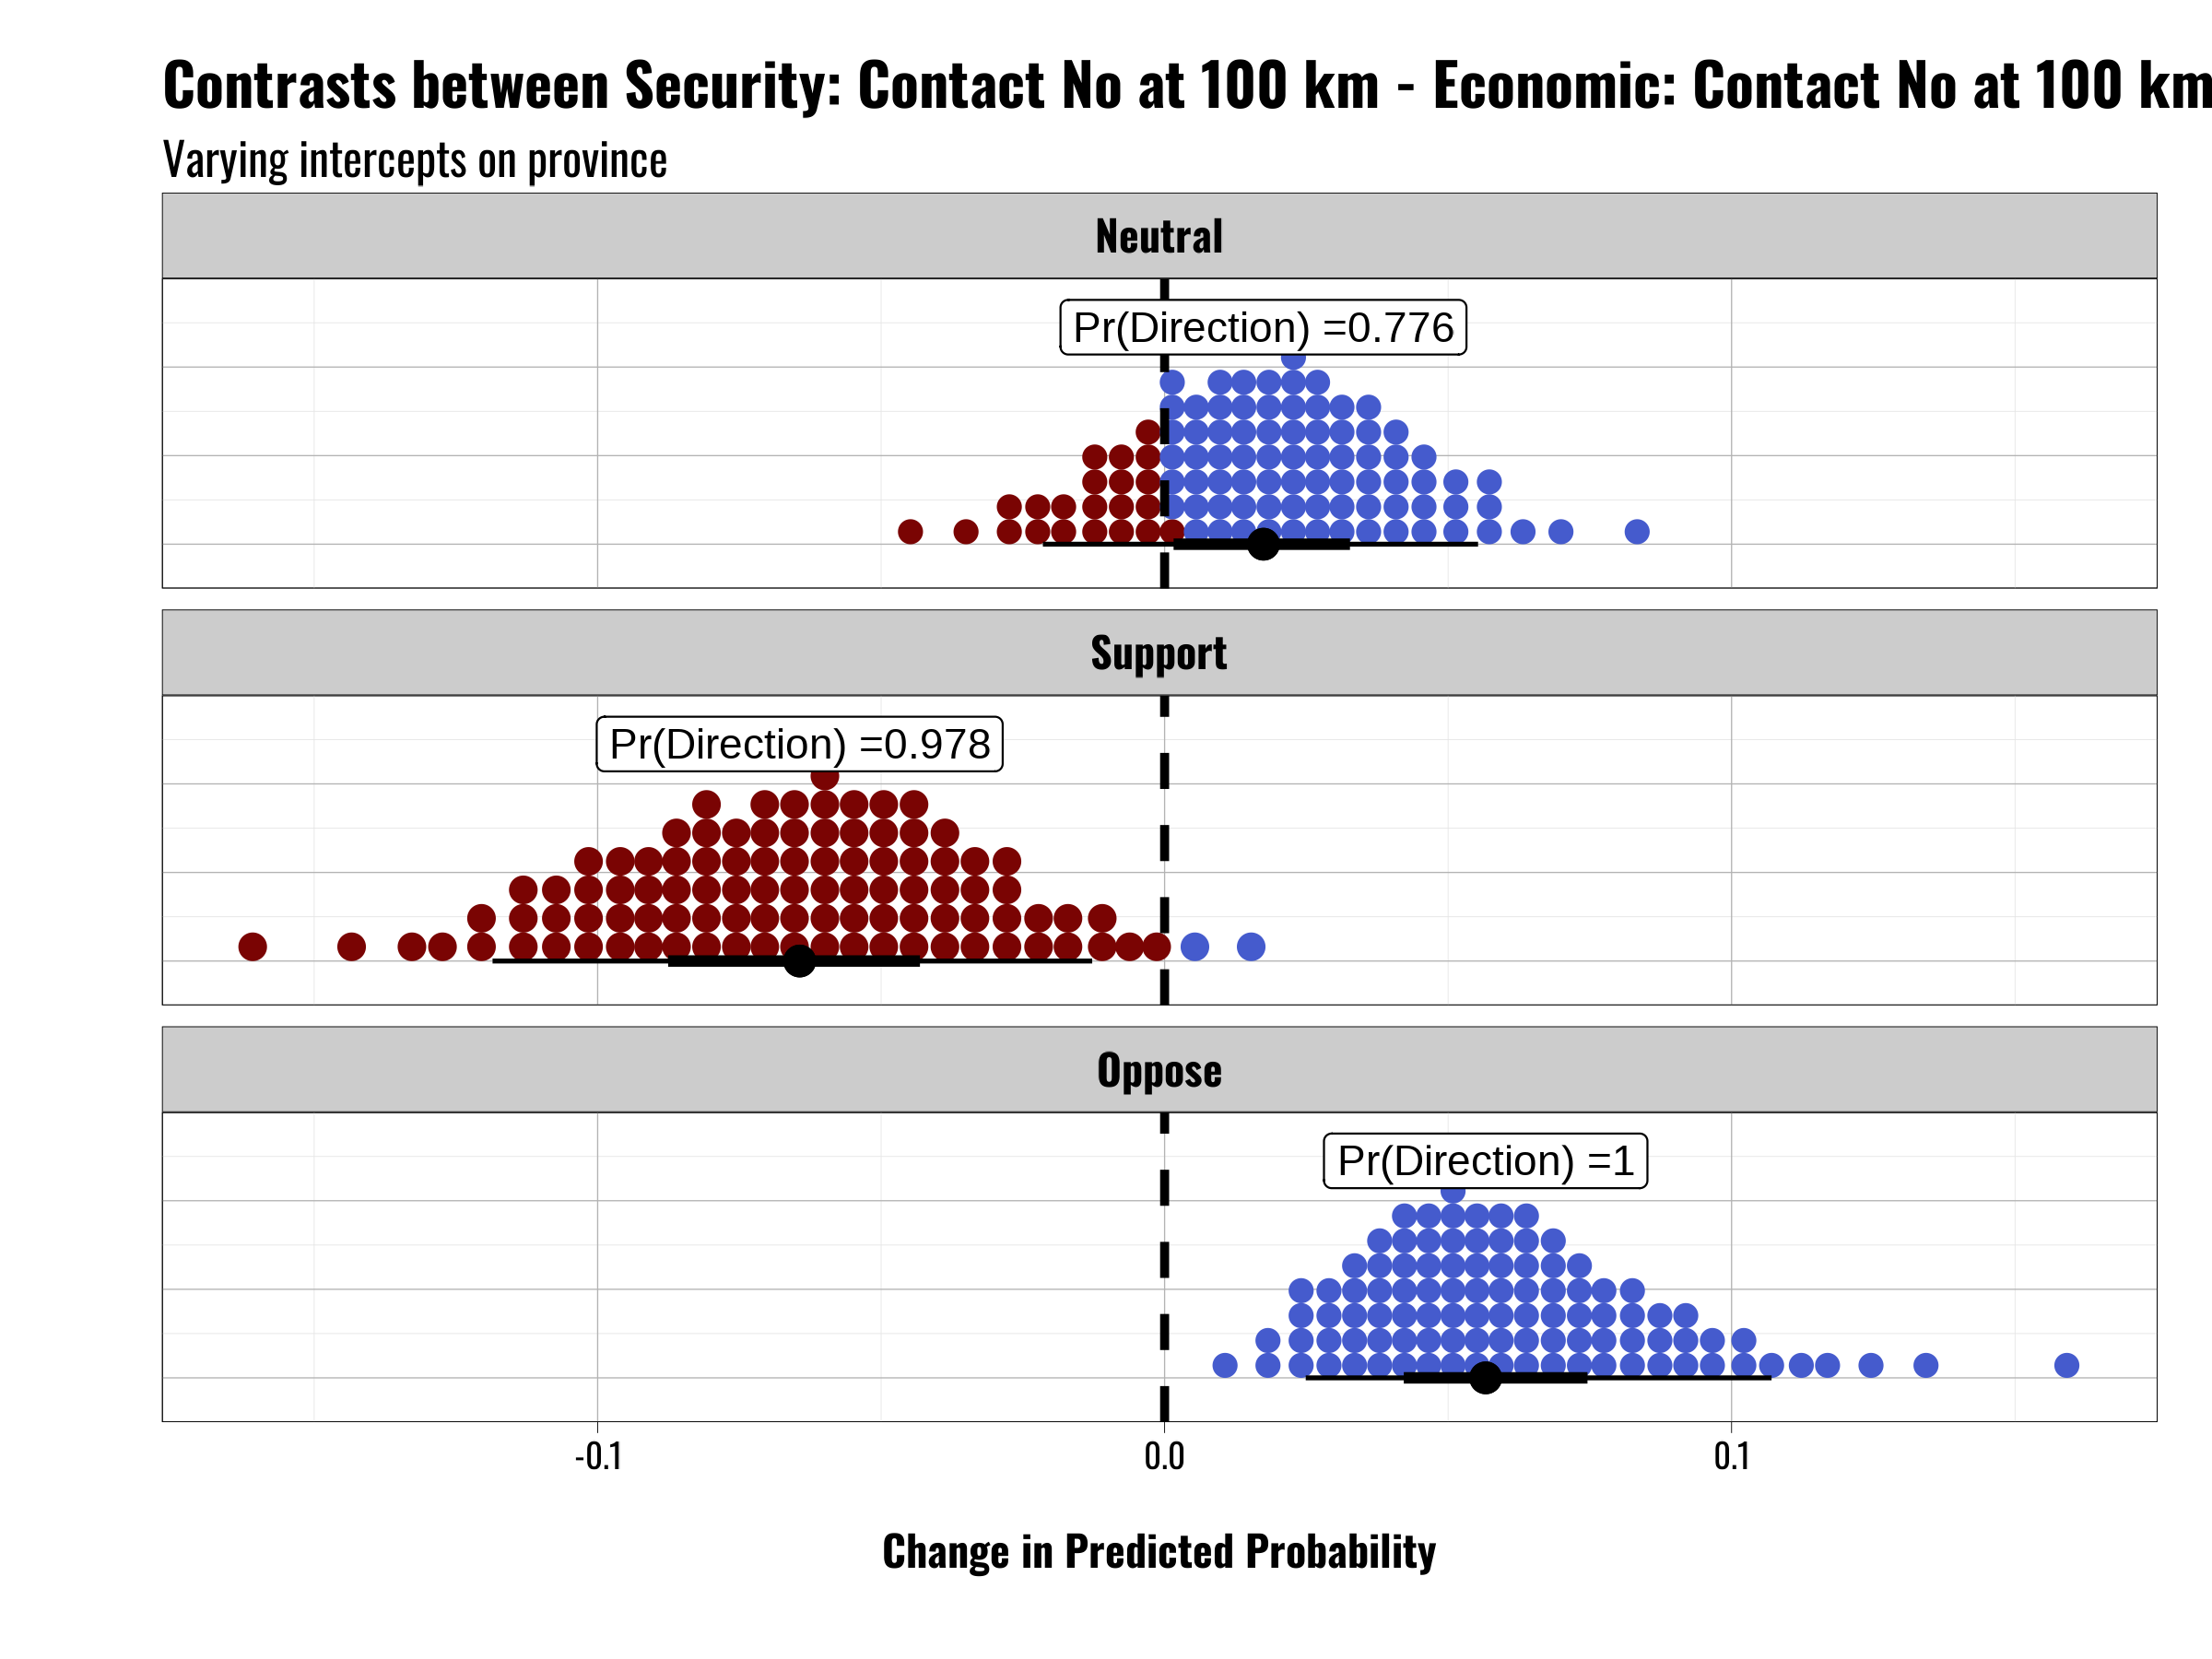 Contrasts between Security: Contact No at 100 km - Economic: Contact No at 100 km
Varying intercepts on province
Neutral
Pr(Direction) =0.776
Support
Pr(Direction) =0.978
Oppose
Pr(Direction) =1
-0.1 0.0 0.1
Change in Predicted Probability